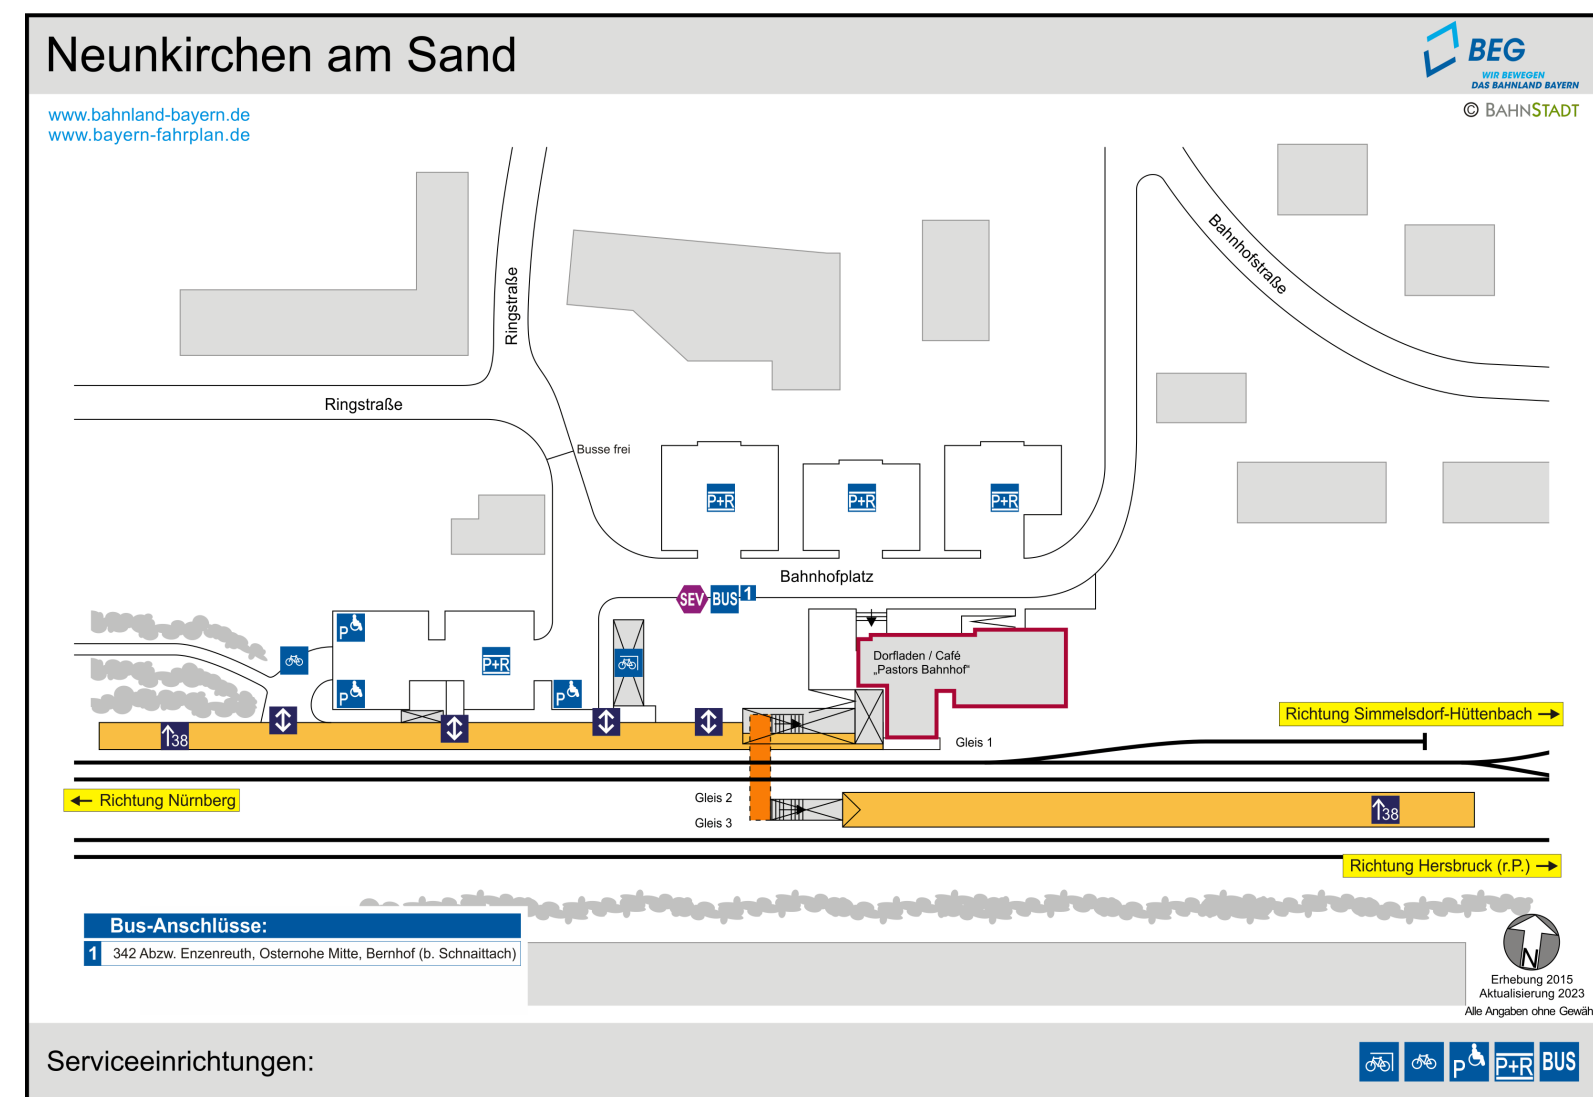 Neunkirchen am Sand
BEG
WIR BEWEGEN
DAS BAHNLAND BAYERN
www.bahnland-bayern.de
www.bayern-fahrplan.de
© BAHNSTADT
Bahnhofstraße
Ringstraße
Ringstraße
Busse frei
P+R
P+R
P+R
Bahnhofplatz
SEV
BUS
1
P
P+R
P
P
Dorfladen / Café
„Pastors Bahnhof“
38
Gleis 1
Richtung Simmelsdorf-Hüttenbach →
← Richtung Nürnberg
Gleis 2
Gleis 3
38
Richtung Hersbruck (r.P.) →
Bus-Anschlüsse:
1 342 Abzw. Enzenreuth, Osternohe Mitte, Bernhof (b. Schnaittach)
N
Erhebung 2015
Aktualisierung 2023
Alle Angaben ohne Gewäh
Serviceeinrichtungen:
P
P+R
BUS